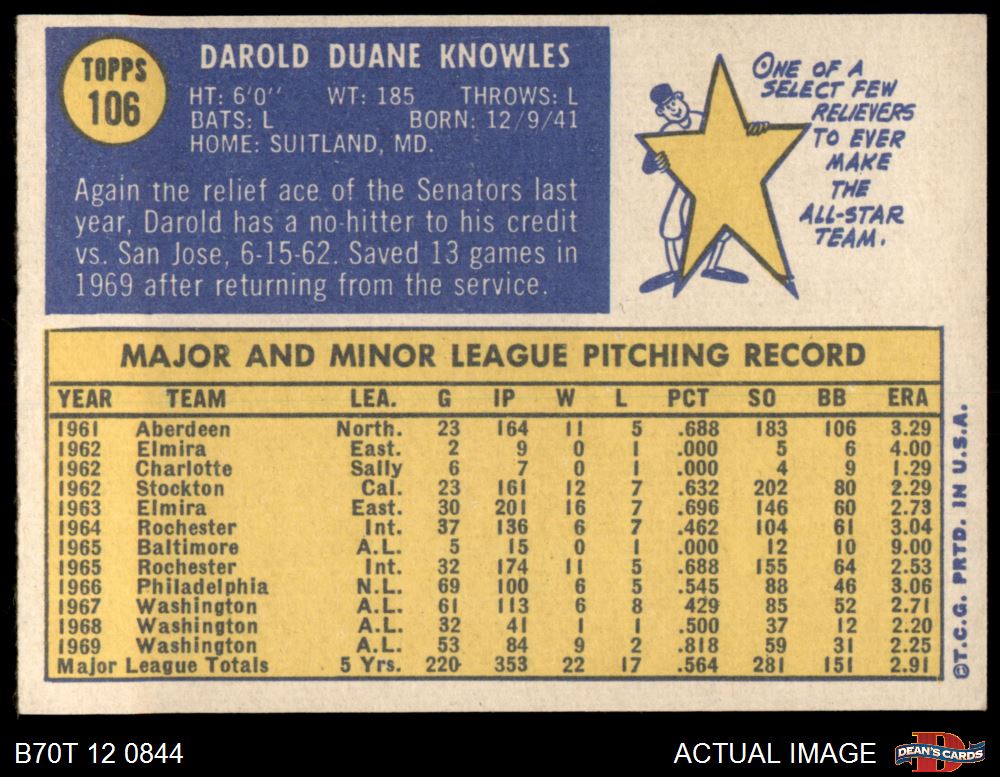 TOPPS
106
DAROLD DUANE KNOWLES
HT: 6'0" WT: 185 THROWS: L
BATS: L BORN: 12/9/41
HOME: SUITLAND, MD.
Again the relief ace of the Senators last
year, Darold has a no-hitter to his credit
vs. San Jose, 6-15-62. Saved 13 games in
1969 after returning from the service.
ONE OF A
SELECT FEW
RELIEVERS
TO EVER
MAKE
THE
ALL-STAR
TEAM.
MAJOR AND MINOR LEAGUE PITCHING RECORD
YEAR TEAM LEA. G IP W L PCT SO BB ERA
1961 Aberdeen North. 23 164 11 5 .688 183 106 3.29
1962 Elmira East. 2 9 0 1 .000 5 6 4.00
1962 Charlotte Sally 6 7 0 1 .000 4 9 1.29
1962 Stockton Cal. 23 161 12 7 .632 202 80 2.29
1963 Elmira East. 30 201 16 7 .696 146 60 2.73
1964 Rochester Int. 37 136 6 7 .462 104 61 3.04
1965 Baltimore A.L. 5 15 0 1 .000 12 10 9.00
1965 Rochester Int. 32 174 11 5 .688 155 64 2.53
1966 Philadelphia N.L. 69 100 6 5 .545 88 46 3.06
1967 Washington A.L. 61 113 6 8 429 85 52 2.71
1968 Washington A.L. 32 41 1 1 .500 37 12 2.20
1969 Washington A.L. 53 84 9 2 .818 59 31 2.25
Major League Totals 5 Yrs. 220 353 22 17 .564 281 151 2.91
©T.C.G. PRTD. IN U.S.A.
B70T 12 0844
ACTUAL IMAGE
DEAN'S CARDS